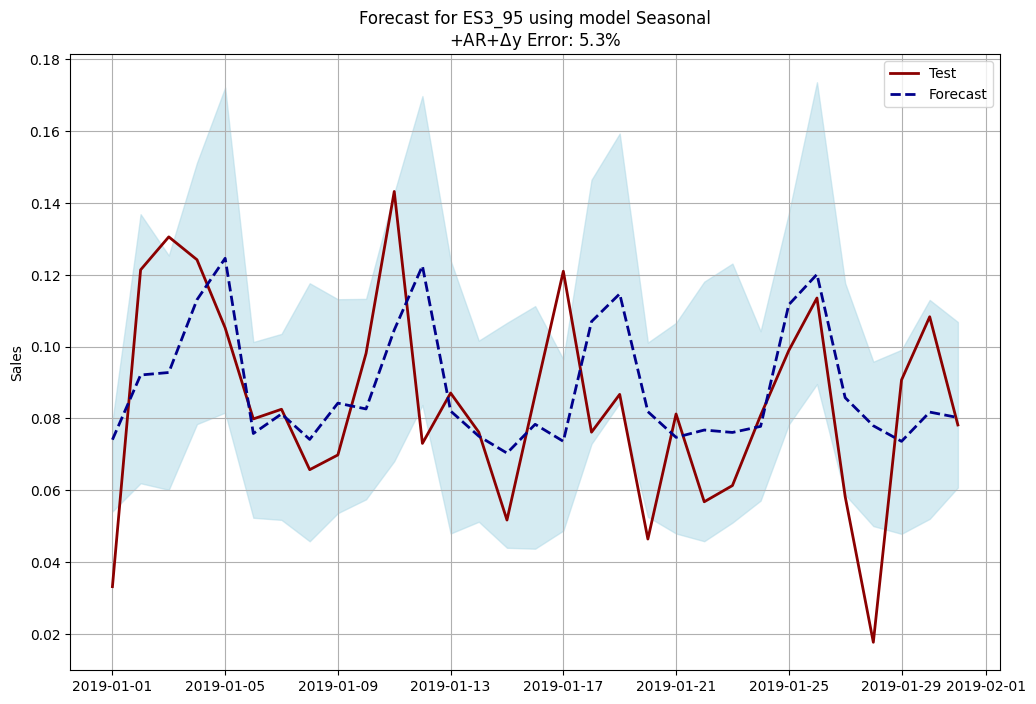 Forecast for ES3_95 using model Seasonal
+AR+Δy Error: 5.3%
Test
Forecast
Sales
0.18
0.16
0.14
0.12
0.10
0.08
0.06
0.04
0.02
2019-01-01 2019-01-05 2019-01-09 2019-01-13 2019-01-17 2019-01-21 2019-01-25 2019-01-29 2019-02-01